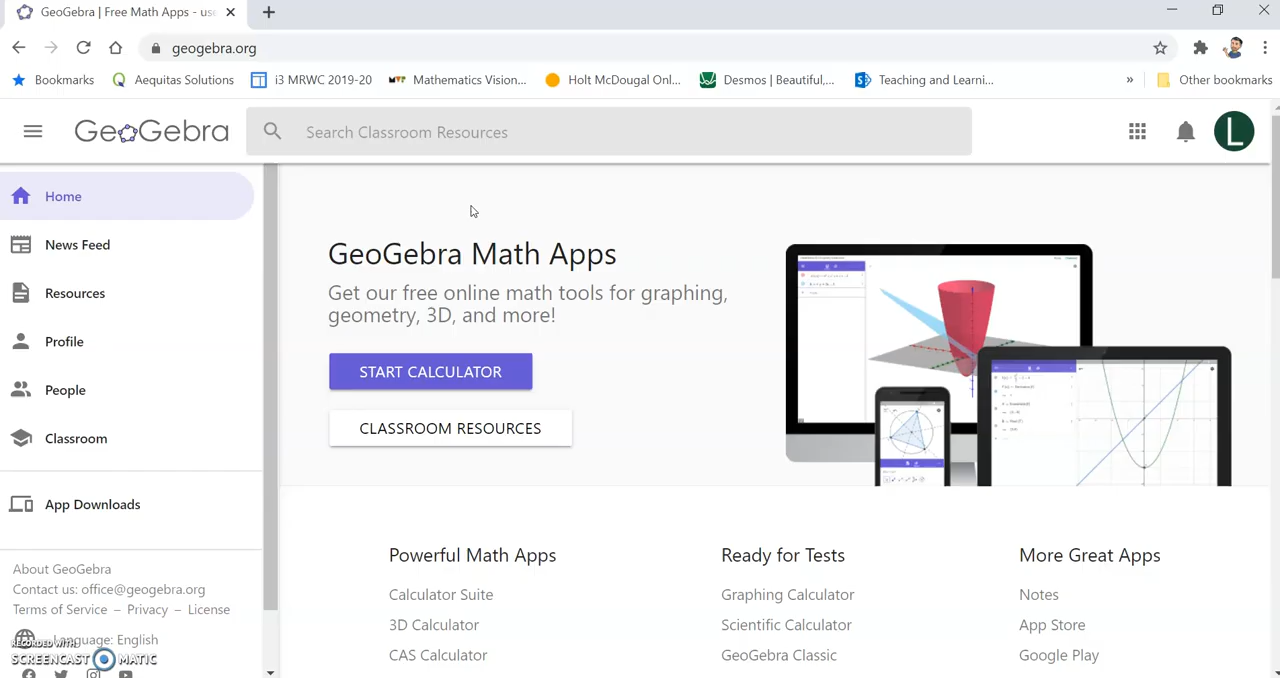 GeoGebra | Free Math Apps - use
geogebra.org
Bookmarks
Aequitas Solutions
i3 MRWC 2019-20
Mathematics Vision...
Holt McDougal Onl...
Desmos | Beautiful,...
Teaching and Learni...
»
Other bookmarks
GeoGebra
Search Classroom Resources
L
Home
News Feed
Resources
Profile
People
Classroom
App Downloads
About GeoGebra
Contact us: office@geogebra.org
Terms of Service – Privacy – License
Language: English
RECORDED WITH
SCREENCAST MATIC
GeoGebra Math Apps
Get our free online math tools for graphing,
geometry, 3D, and more!
START CALCULATOR
CLASSROOM RESOURCES
Powerful Math Apps
Calculator Suite
3D Calculator
CAS Calculator
Ready for Tests
Graphing Calculator
Scientific Calculator
GeoGebra Classic
More Great Apps
Notes
App Store
Google Play